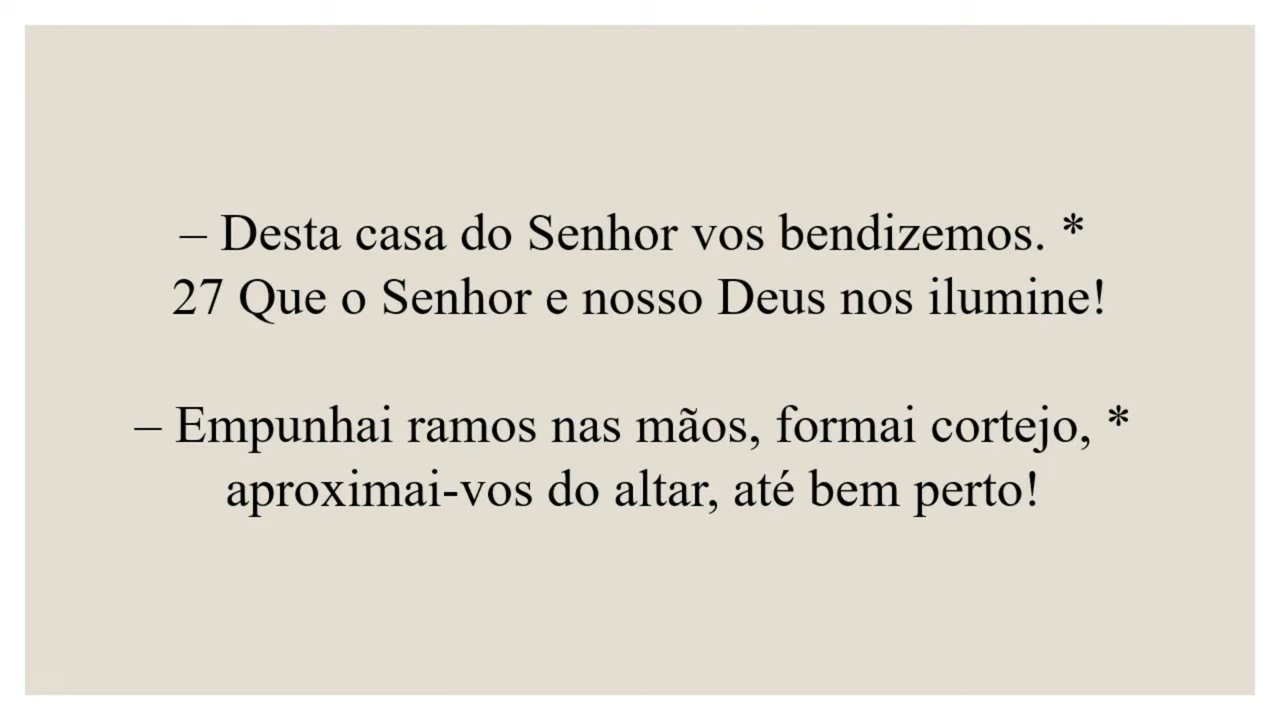 – Desta casa do Senhor vos bendizemos. *
27 Que o Senhor e nosso Deus nos ilumine!
– Empunhai ramos nas mãos, formai cortejo, *
aproximai-vos do altar, até bem perto!